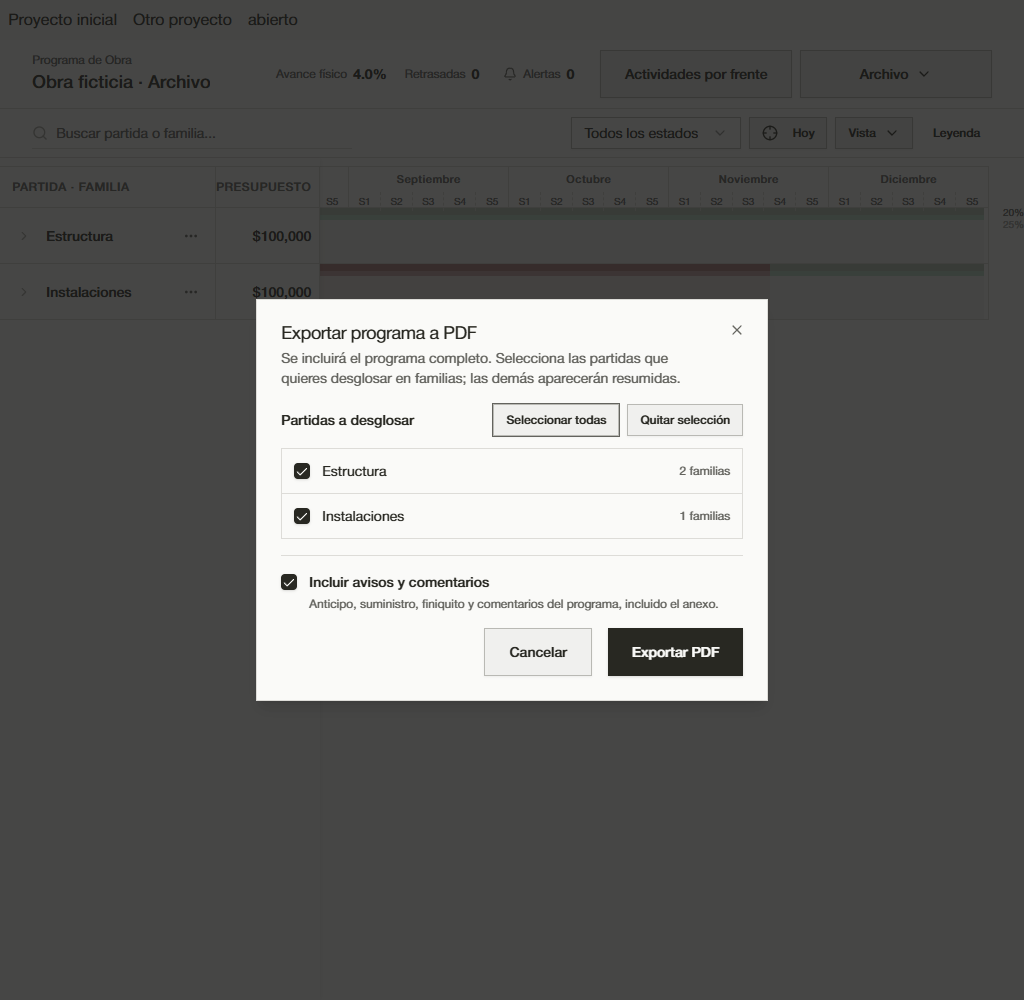 Proyecto inicial Otro proyecto abierto
Programa de Obra
Obra ficticia · Archivo
Avance físico 4.0% Retrasadas 0 Alertas 0
Actividades por frente
Archivo
Buscar partida o familia...
Todos los estados
Hoy
Vista
Leyenda
PARTIDA · FAMILIA
PRESUPUESTO
Septiembre Octubre Noviembre Diciembre
S5 S1 S2 S3 S4 S5 S1 S2 S3 S4 S5 S1 S2 S3 S4 S5 S1 S2 S3 S4 S5
20%
25%
Estructura ··· $100,000
Instalaciones ··· $100,000
Exportar programa a PDF
Se incluirá el programa completo. Selecciona las partidas que
quieres desglosar en familias; las demás aparecerán resumidas.
Partidas a desglosar
Seleccionar todas
Quitar selección
Estructura 2 familias
Instalaciones 1 familias
Incluir avisos y comentarios
Anticipo, suministro, finiquito y comentarios del programa, incluido el anexo.
Cancelar
Exportar PDF